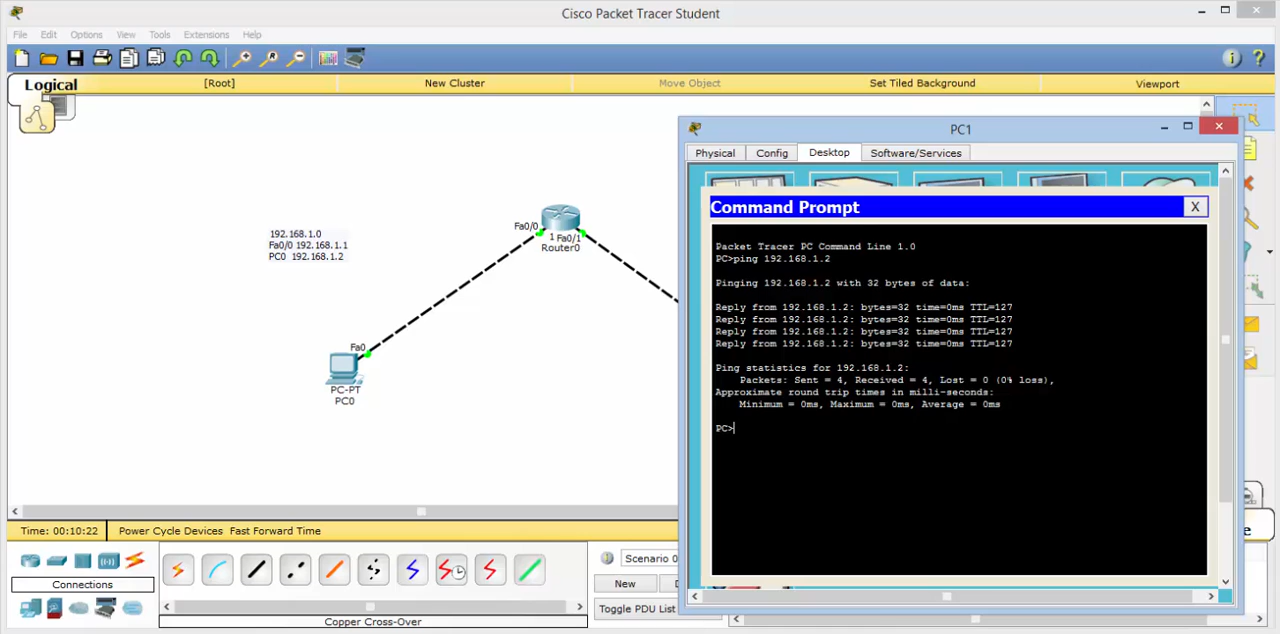 Cisco Packet Tracer Student
File Edit Options View Tools Extensions Help
Logical [Root] New Cluster Move Object Set Tiled Background Viewport
192.168.1.0
Fa0/0 192.168.1.1
PC0 192.168.1.2
Fa0/0
1 Fa0/1
Router0
Fa0
PC-PT
PC0
PC1
Physical Config Desktop Software/Services
Command Prompt X
Packet Tracer PC Command Line 1.0
PC>ping 192.168.1.2
Pinging 192.168.1.2 with 32 bytes of data:
Reply from 192.168.1.2: bytes=32 time=0ms TTL=127
Reply from 192.168.1.2: bytes=32 time=0ms TTL=127
Reply from 192.168.1.2: bytes=32 time=0ms TTL=127
Reply from 192.168.1.2: bytes=32 time=0ms TTL=127
Ping statistics for 192.168.1.2:
Packets: Sent = 4, Received = 4, Lost = 0 (0% loss),
Approximate round trip times in milli-seconds:
Minimum = 0ms, Maximum = 0ms, Average = 0ms
PC>
Time: 00:10:22 Power Cycle Devices Fast Forward Time
Connections
Copper Cross-Over
Scenario 0
New
Toggle PDU List